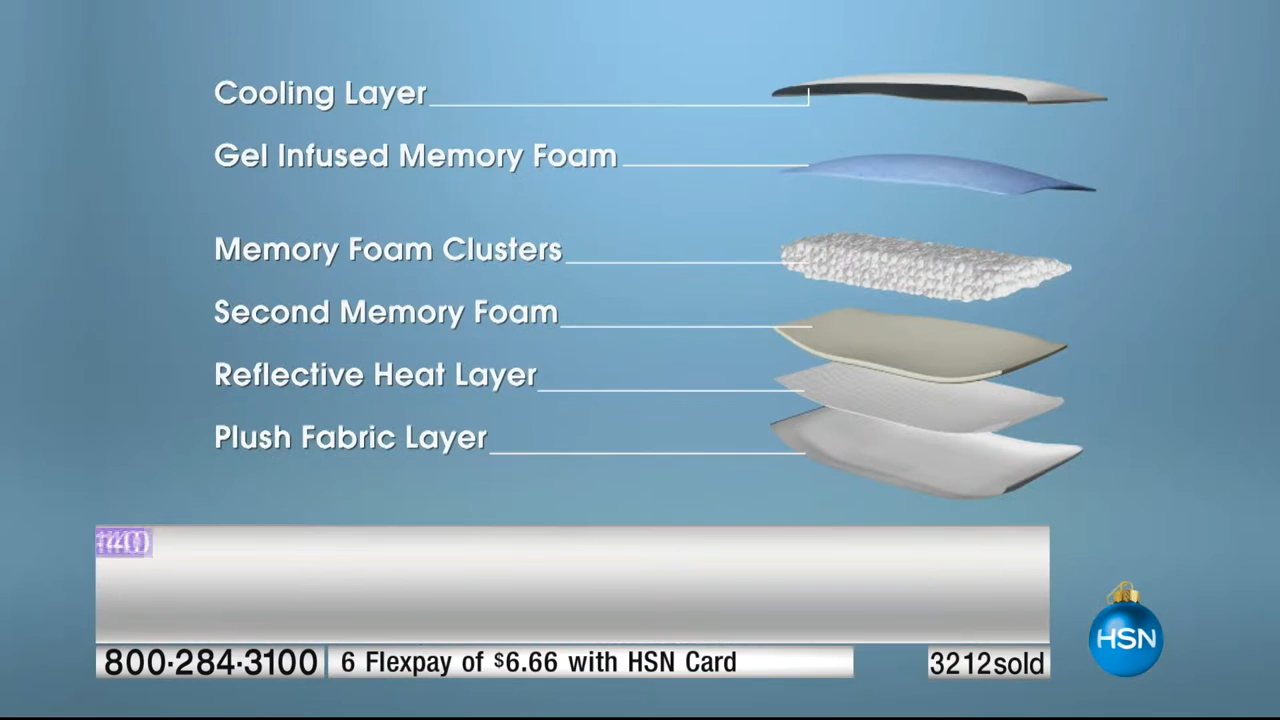 Cooling Layer
Gel Infused Memory Foam
Memory Foam Clusters
Second Memory Foam
Reflective Heat Layer
Plush Fabric Layer
800·284·3100
6 Flexpay of $6.66 with HSN Card
3212sold
HSN